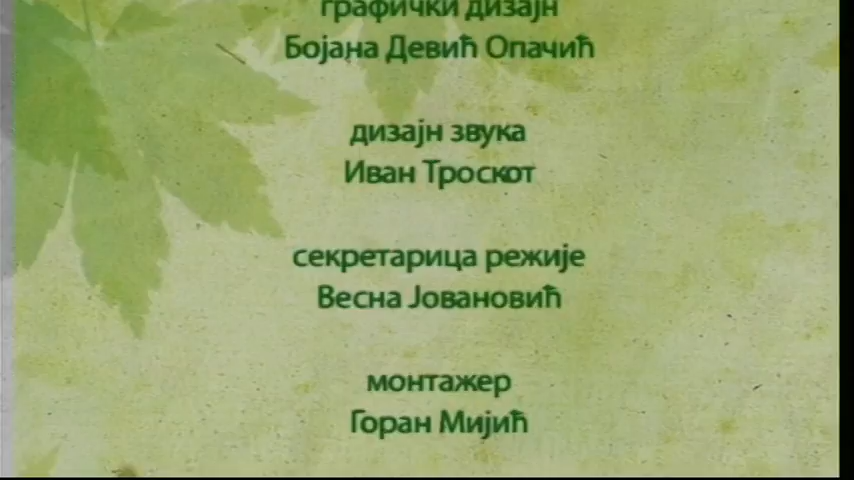 графички дизајн
Бојана Девић Опачић
дизајн звука
Иван Троскот
секретарица режије
Весна Јовановић
монтажер
Горан Мијић